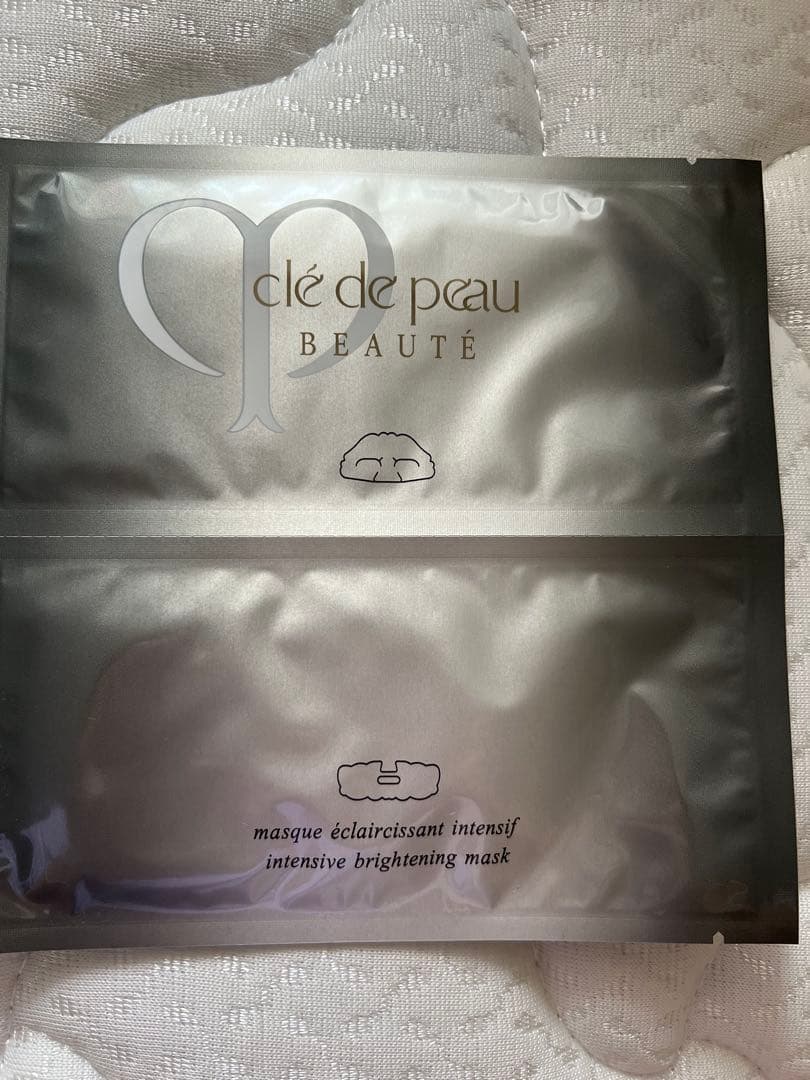 clé de peau
BEAUTÉ
masque éclaircissant intensif
intensive brightening mask